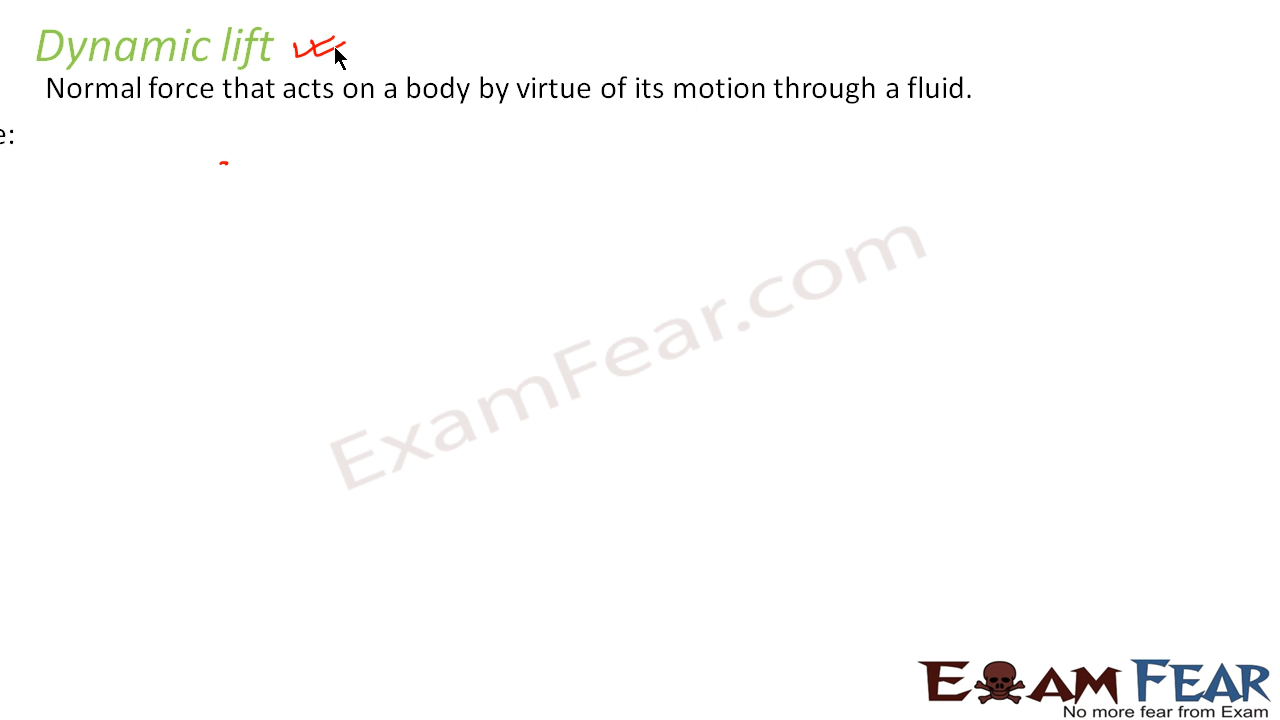 Dynamic lift
Normal force that acts on a body by virtue of its motion through a fluid.
e:
ExamFear.com
EXAM FEAR
No more fear from Exam